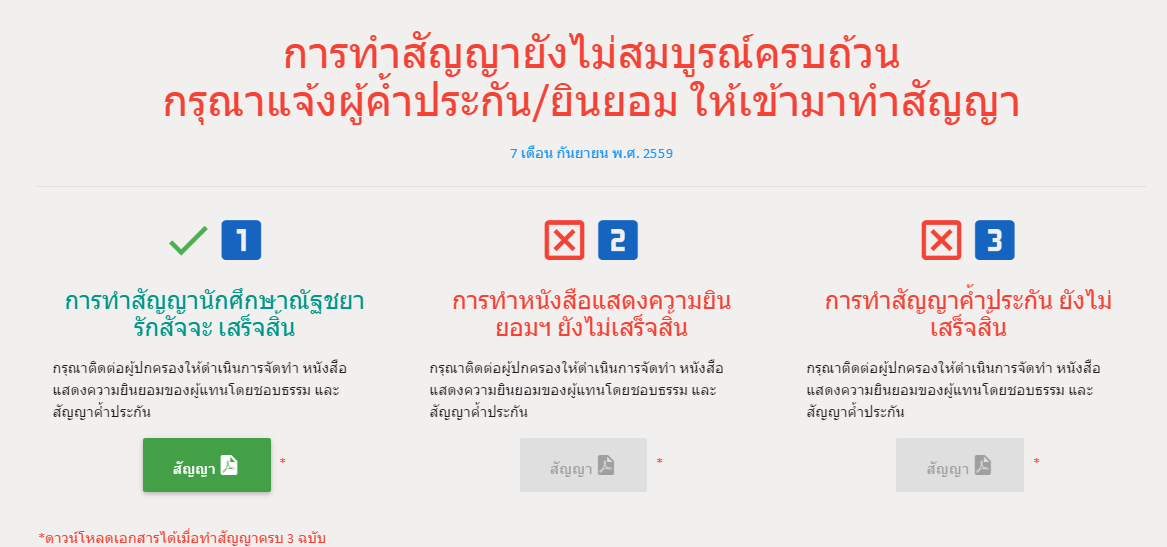 การทำสัญญายังไม่สมบูรณ์ครบถ้วน
กรุณาแจ้งผู้ค้ำประกัน/ยินยอม ให้เข้ามาทำสัญญา
7 เดือน กันยายน พ.ศ. 2559
1
การทำสัญญานักศึกษาณัฐชยา
รักสัจจะ เสร็จสิ้น
กรุณาติดต่อผู้ปกครองให้ดำเนินการจัดทำ หนังสือ
แสดงความยินยอมของผู้แทนโดยชอบธรรม และ
สัญญาค้ำประกัน
สัญญา *
2
การทำหนังสือแสดงความยิน
ยอมฯ ยังไม่เสร็จสิ้น
กรุณาติดต่อผู้ปกครองให้ดำเนินการจัดทำ หนังสือ
แสดงความยินยอมของผู้แทนโดยชอบธรรม และ
สัญญาค้ำประกัน
สัญญา *
3
การทำสัญญาค้ำประกัน ยังไม่
เสร็จสิ้น
กรุณาติดต่อผู้ปกครองให้ดำเนินการจัดทำ หนังสือ
แสดงความยินยอมของผู้แทนโดยชอบธรรม และ
สัญญาค้ำประกัน
สัญญา *
*ดาวน์โหลดเอกสารได้เมื่อทำสัญญาครบ 3 ฉบับ